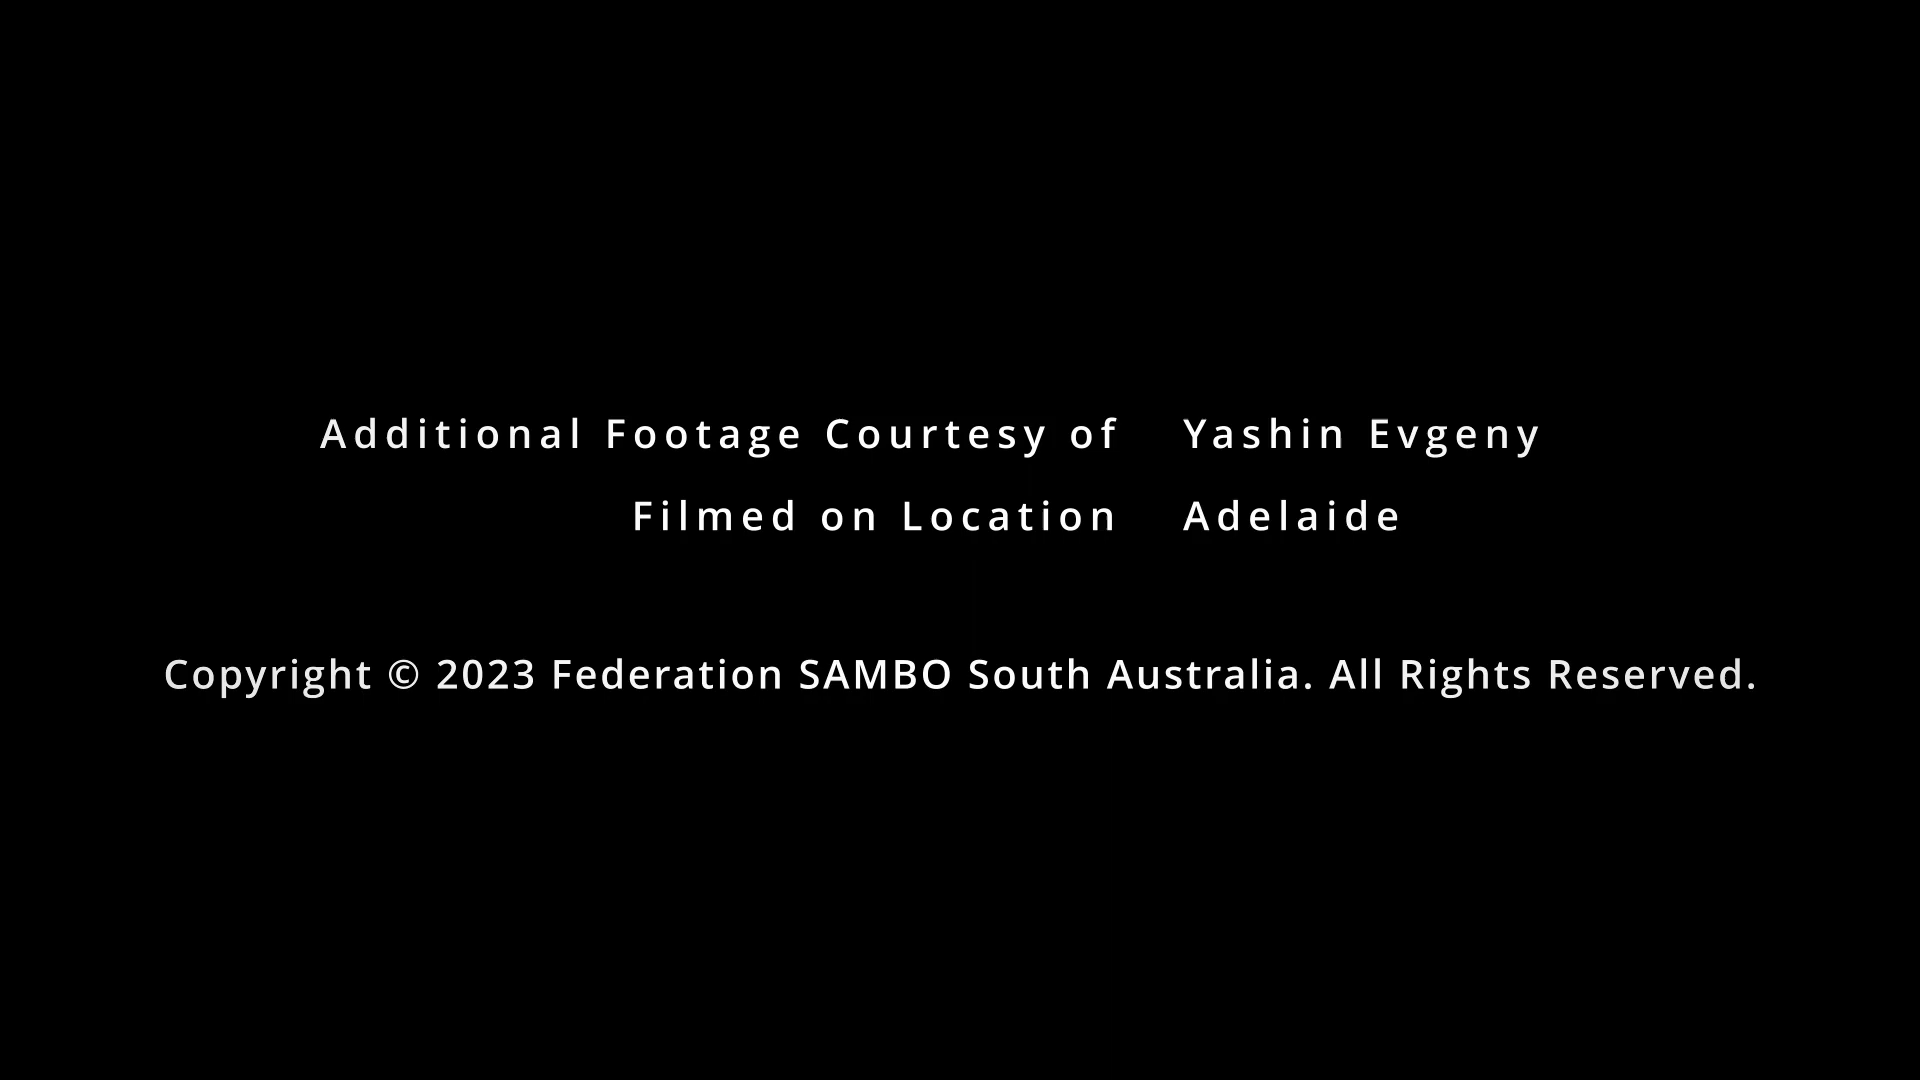 Additional Footage Courtesy of Yashin Evgeny
Filmed on Location Adelaide
Copyright © 2023 Federation SAMBO South Australia. All Rights Reserved.